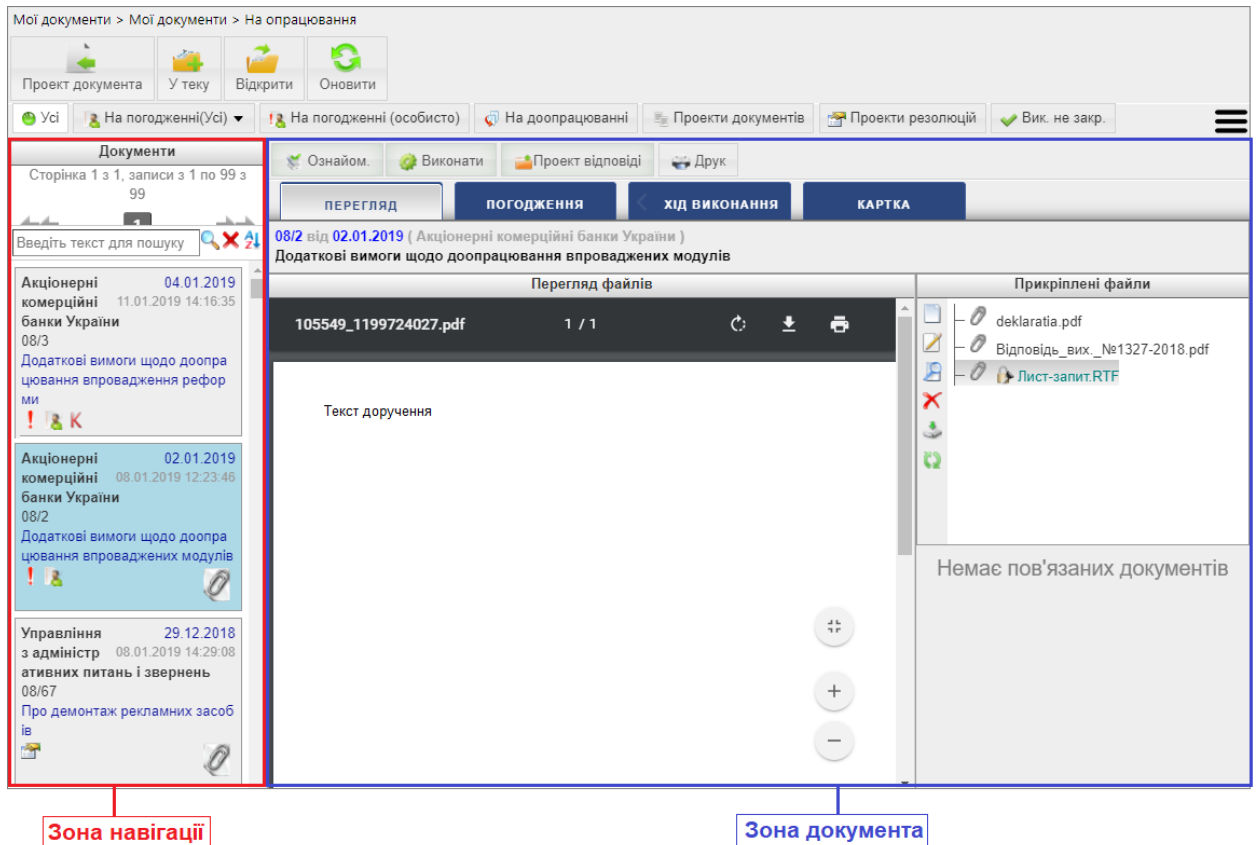 Мої документи > Мої документи > На опрацювання
Проект документа У теку Відкрити Оновити
Усі На погодженні(Усі) На погодженні (особисто) На доопрацюванні Проекти документів Проекти резолюцій Вик. не закр.
Документи
Сторінка 1 з 1, записи з 1 по 99 з
99
1
Введіть текст для пошуку
Акціонерні 04.01.2019
комерційні 11.01.2019 14:16:35
банки України
08/3
Додаткові вимоги щодо доопра
цювання впровадження рефор
ми
! К
Акціонерні 02.01.2019
комерційні 08.01.2019 12:23:46
банки України
08/2
Додаткові вимоги щодо доопра
цювання впроваджених модулів
!
Управління 29.12.2018
з адміністр 08.01.2019 14:29:08
ативних питань і звернень
08/67
Про демонтаж рекламних засоб
ів
Ознайом. Виконати Проект відповіді Друк
ПЕРЕГЛЯД ПОГОДЖЕННЯ ХІД ВИКОНАННЯ КАРТКА
08/2 від 02.01.2019 ( Акціонерні комерційні банки України )
Додаткові вимоги щодо доопрацювання впроваджених модулів
Перегляд файлів
105549_1199724027.pdf 1 / 1
Текст доручення
Прикріплені файли
deklaratia.pdf
Відповідь_вих._№1327-2018.pdf
Лист-запит.RTF
Немає пов'язаних документів
Зона навігації
Зона документа